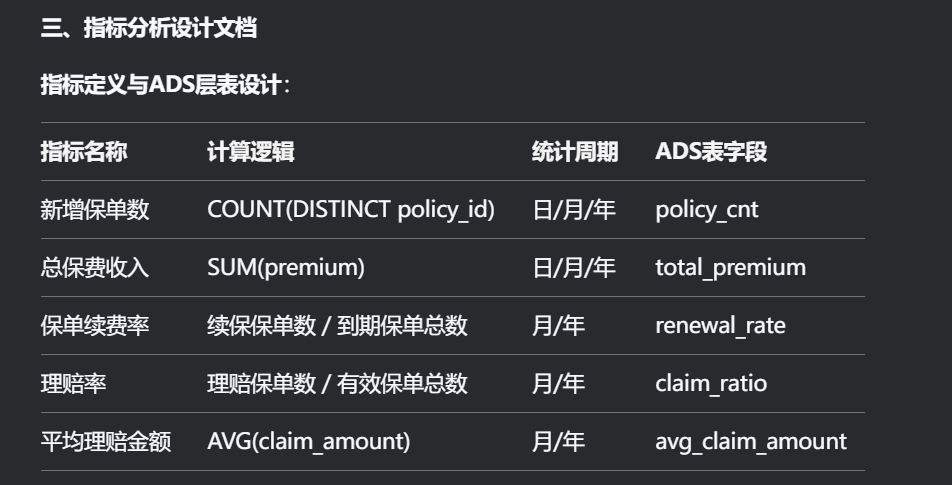 三、指标分析设计文档
指标定义与ADS层表设计：
指标名称 计算逻辑 统计周期 ADS表字段
新增保单数 COUNT(DISTINCT policy_id) 日/月/年 policy_cnt
总保费收入 SUM(premium) 日/月/年 total_premium
保单续费率 续保保单数 / 到期保单总数 月/年 renewal_rate
理赔率 理赔保单数 / 有效保单总数 月/年 claim_ratio
平均理赔金额 AVG(claim_amount) 月/年 avg_claim_amount